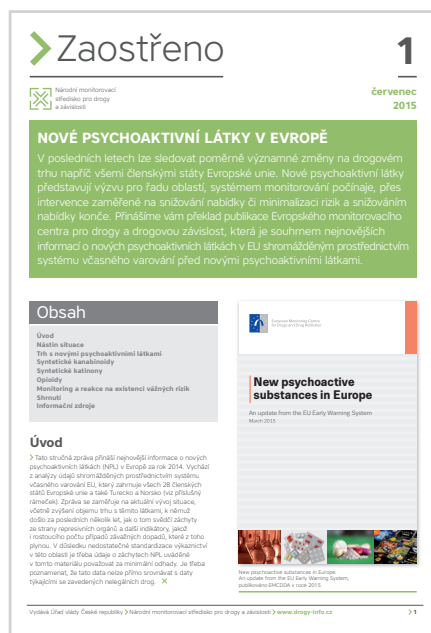 Zaostřeno
1
Národní monitorovací
středisko pro drogy
a závislosti
červenec
2015
NOVÉ PSYCHOAKTIVNÍ LÁTKY V EVROPĚ
V posledních letech lze sledovat poměrně významné změny na drogovém
trhu napříč všemi členskými státy Evropské unie. Nové psychoaktivní látky
představují výzvu pro řadu oblastí, systémem monitorování počínaje, přes
intervence zaměřené na snižování nabídky či minimalizaci rizik a snižováním
nabídky konče. Přinášíme vám překlad publikace Evropského monitorovacího
centra pro drogy a drogovou závislost, která je souhrnem nejnovějších
informací o nových psychoaktivních látkách v EU shromážděným prostřednictvím
systému včasného varování před novými psychoaktivními látkami.
Obsah
Úvod
Nástin situace
Trh s novými psychoaktivními látkami
Syntetické kanabinoidy
Syntetické katinony
Opioidy
Monitoring a reakce na existenci vážných rizik
Shrnutí
Informační zdroje
Úvod
Tato stručná zpráva přináší nejnovější informace o nových
psychoaktivních látkách (NPL) v Evropě za rok 2014. Vychází
z analýzy údajů shromážděných prostřednictvím systému
včasného varování EU, který zahrnuje všech 28 členských
států Evropské unie a také Turecko a Norsko (viz příslušný
rámeček). Zpráva se zaměřuje na aktuální vývoj situace,
včetně zvýšení objemu trhu s těmito látkami, k němuž
došlo za posledních několik let, jak o tom svědčí záchyty
ze strany represivních orgánů a další indikátory, jakož
i rostoucího počtu případů závažných dopadů, které z toho
plynou. V důsledku nedostatečné standardizace výkaznictví
v této oblasti je třeba údaje o záchytech NPL uváděné
v tomto materiálu považovat za minimální odhady. Je třeba
poznamenat, že tato data nelze přímo srovnávat s daty
týkajícími se zavedených nelegálních drog.
European Monitoring Centre
for Drugs and Drug Addiction
New psychoactive
substances in Europe
An update from the EU Early Warning System
March 2015
New psychoactive substances in Europe.
An update from the EU Early Warning System,
publikováno EMCDDA v roce 2015.
Vydává Úřad vlády České republiky > Národní monitorovací středisko pro drogy a závislosti > www.drogy-info.cz
> 1